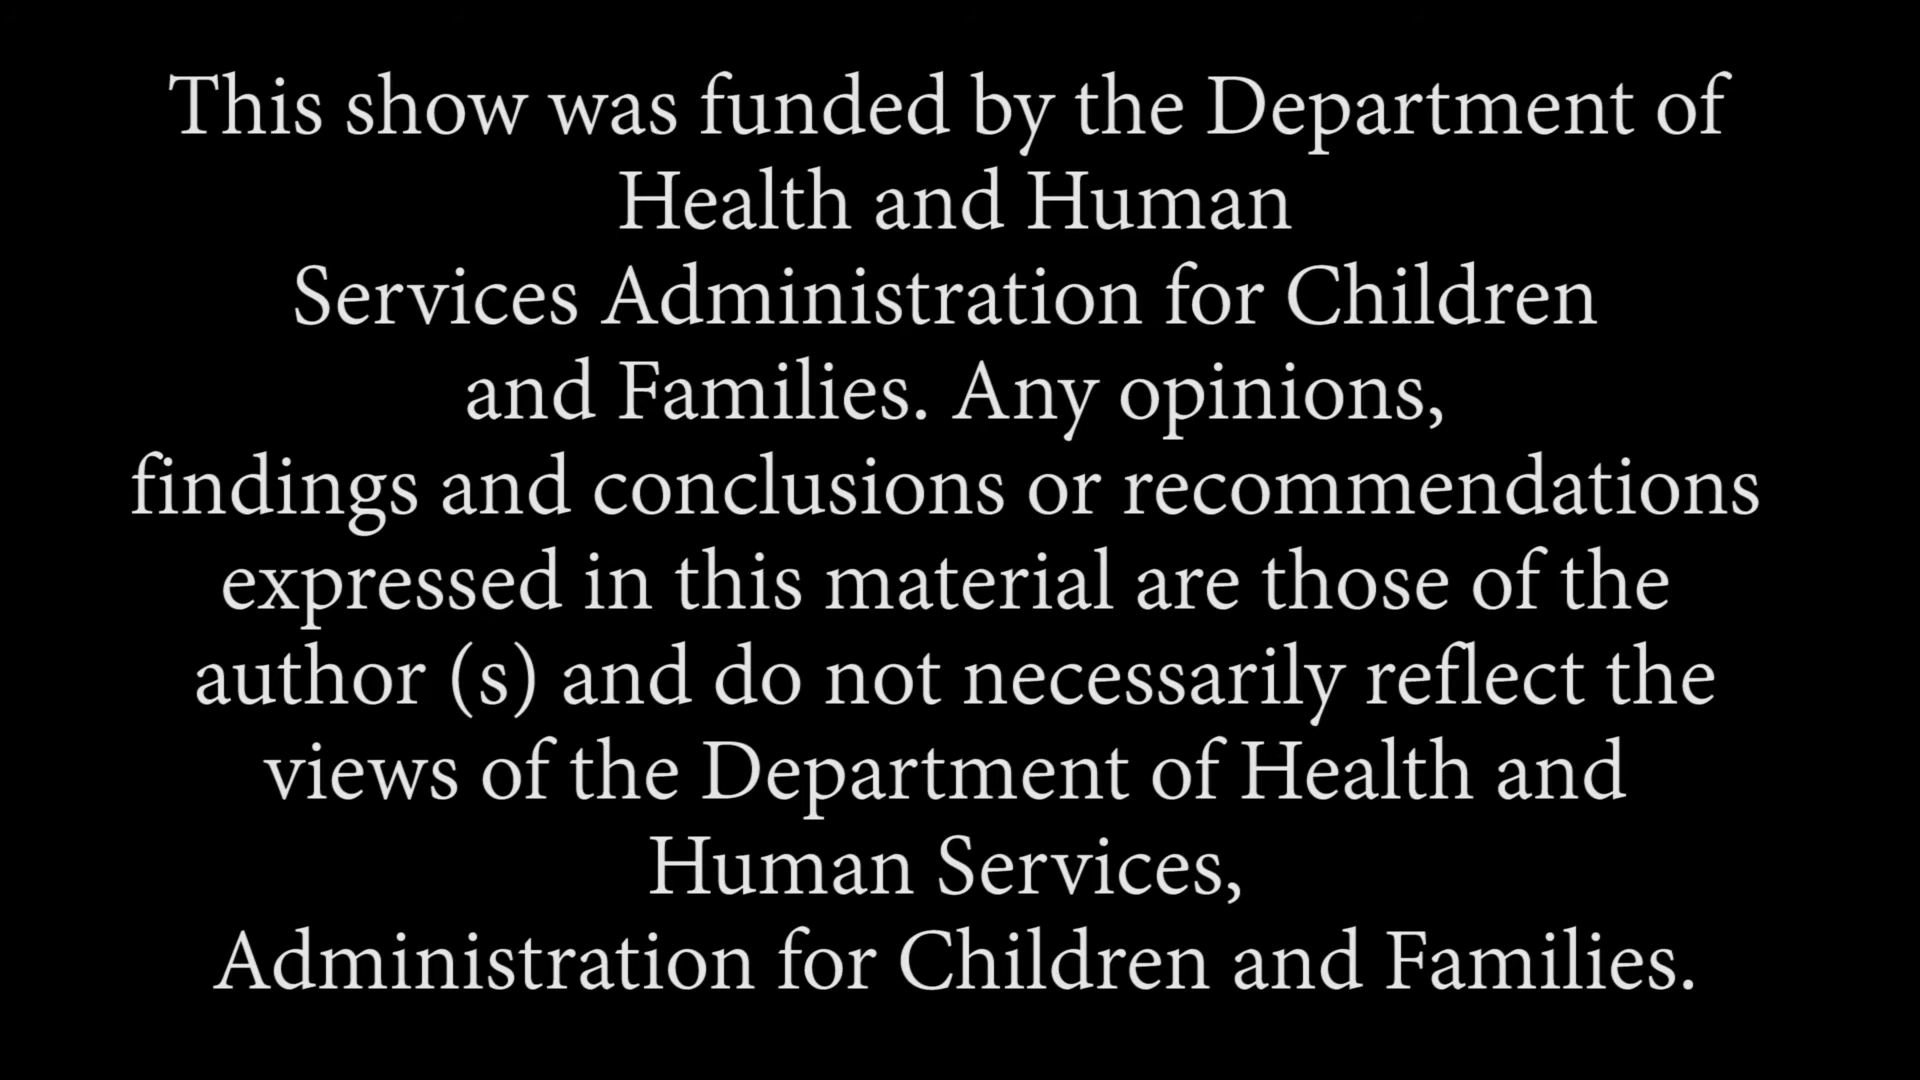 This show was funded by the Department of
Health and Human
Services Administration for Children
and Families. Any opinions,
findings and conclusions or recommendations
expressed in this material are those of the
author (s) and do not necessarily reflect the
views of the Department of Health and
Human Services,
Administration for Children and Families.